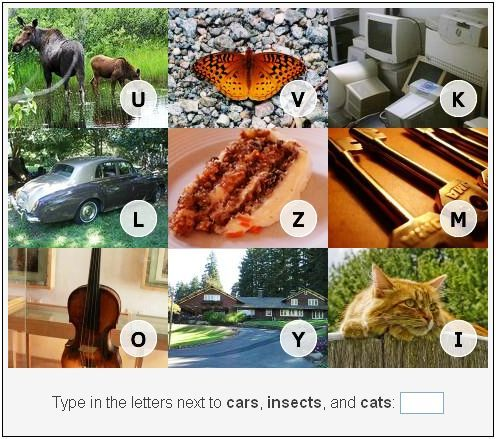 U
V
K
L
Z
M
O
Y
I
Type in the letters next to cars, insects, and cats: